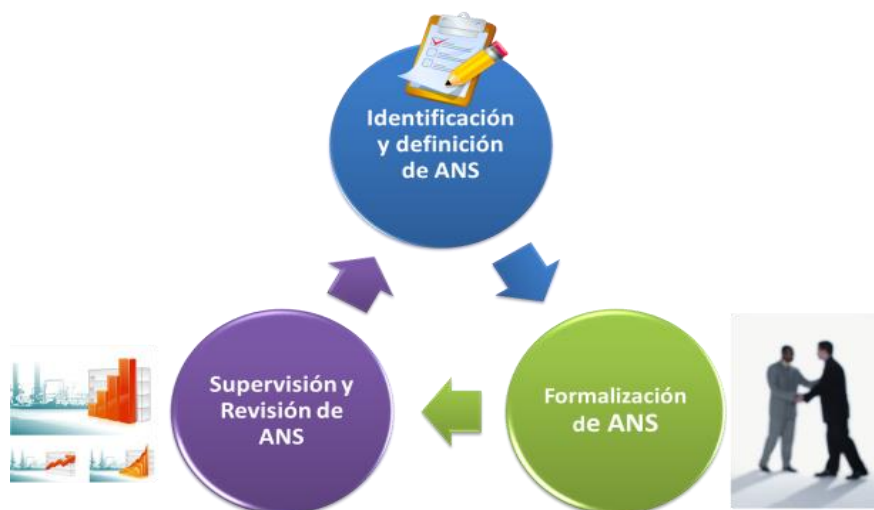 Identificación
y definición
de ANS
Supervisión y
Revisión de
ANS
Formalización
de ANS